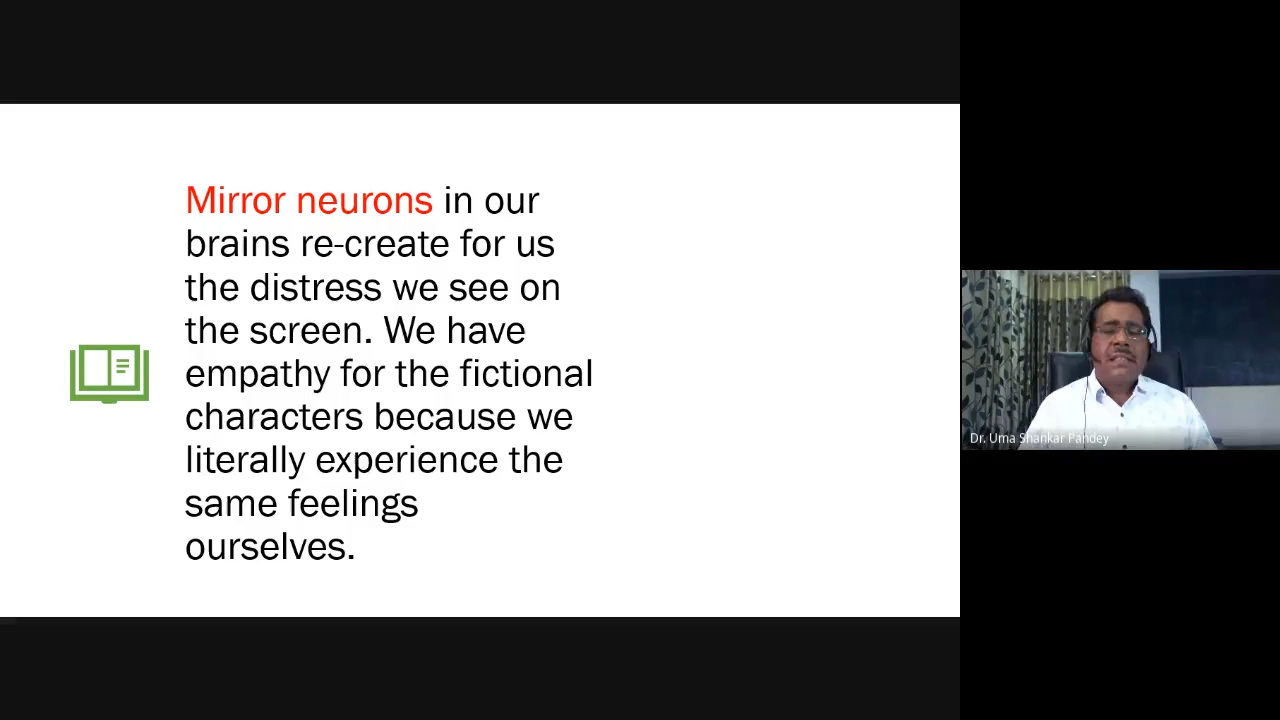 Mirror neurons in our
brains re-create for us
the distress we see on
the screen. We have
empathy for the fictional
characters because we
literally experience the
same feelings
ourselves.
Dr. Uma Shankar Pandey